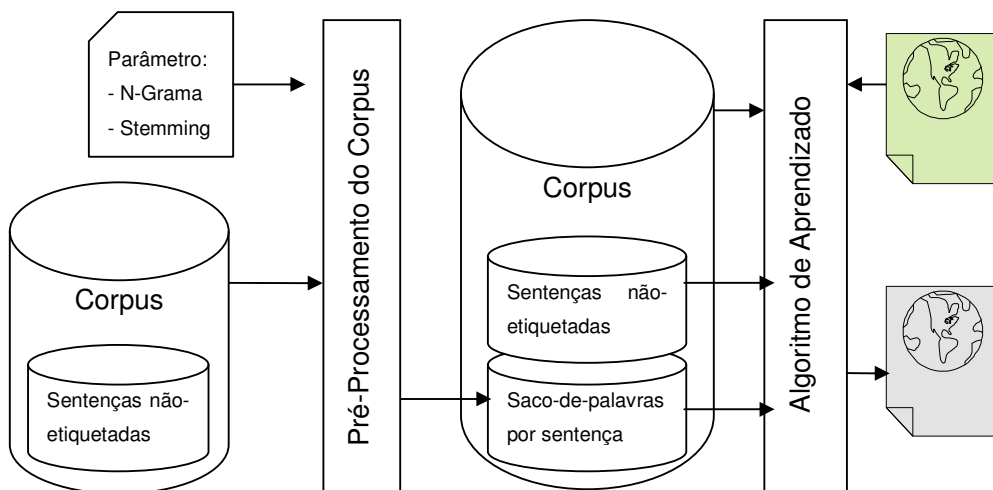 Parâmetro:
- N-Grama
- Stemming
Corpus
Sentenças não-
etiquetadas
Pré-Processamento do Corpus
Corpus
Sentenças não-
etiquetadas
Saco-de-palavras
por sentença
Algoritmo de Aprendizado